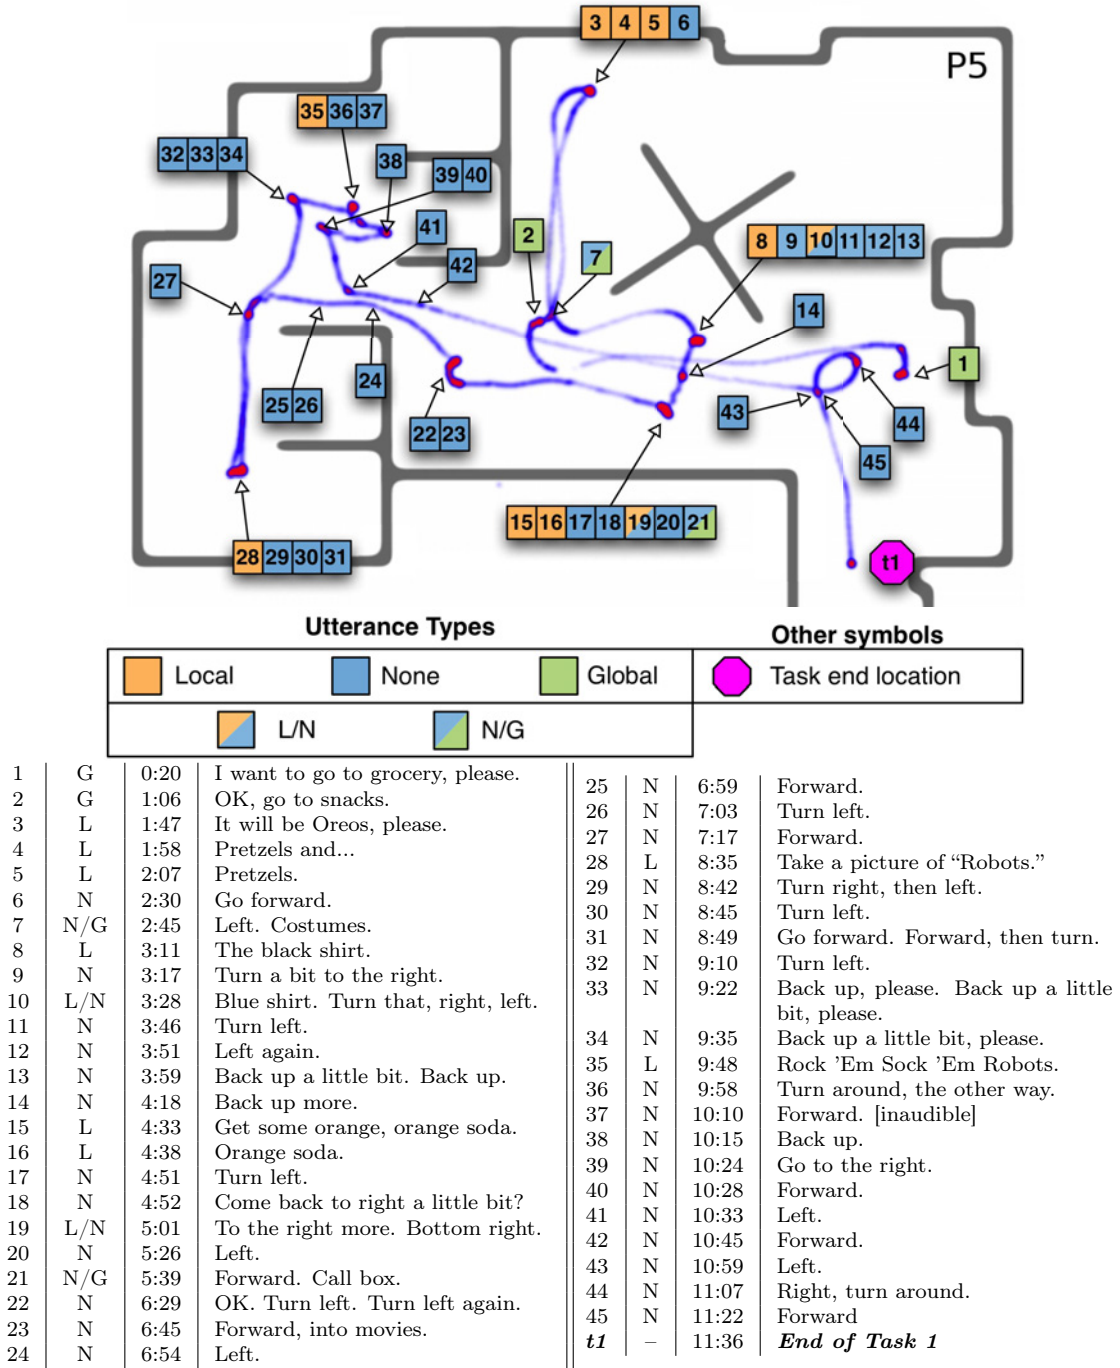 3 4 5 6
P5
35 36 37
32 33 34
38
39 40
41
2
7
8 9 10 11 12 13
42
27
14
1
24
25 26
22 23
43
44
45
15 16 17 18 19 20 21
28 29 30 31
t1
Utterance Types
Other symbols
Local
None
Global
Task end location
L/N
N/G
1 G 0:20 I want to go to grocery, please.
2 G 1:06 OK, go to snacks.
3 L 1:47 It will be Oreos, please.
4 L 1:58 Pretzels and...
5 L 2:07 Pretzels.
6 N 2:30 Go forward.
7 N/G 2:45 Left. Costumes.
8 L 3:11 The black shirt.
9 N 3:17 Turn a bit to the right.
10 L/N 3:28 Blue shirt. Turn that, right, left.
11 N 3:46 Turn left.
12 N 3:51 Left again.
13 N 3:59 Back up a little bit. Back up.
14 N 4:18 Back up more.
15 L 4:33 Get some orange, orange soda.
16 L 4:38 Orange soda.
17 N 4:51 Turn left.
18 N 4:52 Come back to right a little bit?
19 L/N 5:01 To the right more. Bottom right.
20 N 5:26 Left.
21 N/G 5:39 Forward. Call box.
22 N 6:29 OK. Turn left. Turn left again.
23 N 6:45 Forward, into movies.
24 N 6:54 Left.
25 N 6:59 Forward.
26 N 7:03 Turn left.
27 N 7:17 Forward.
28 L 8:35 Take a picture of “Robots.”
29 N 8:42 Turn right, then left.
30 N 8:45 Turn left.
31 N 8:49 Go forward. Forward, then turn.
32 N 9:10 Turn left.
33 N 9:22 Back up, please. Back up a little
bit, please.
34 N 9:35 Back up a little bit, please.
35 L 9:48 Rock ’Em Sock ’Em Robots.
36 N 9:58 Turn around, the other way.
37 N 10:10 Forward. [inaudible]
38 N 10:15 Back up.
39 N 10:24 Go to the right.
40 N 10:28 Forward.
41 N 10:33 Left.
42 N 10:45 Forward.
43 N 10:59 Left.
44 N 11:07 Right, turn around.
45 N 11:22 Forward
t1 – 11:36 End of Task 1